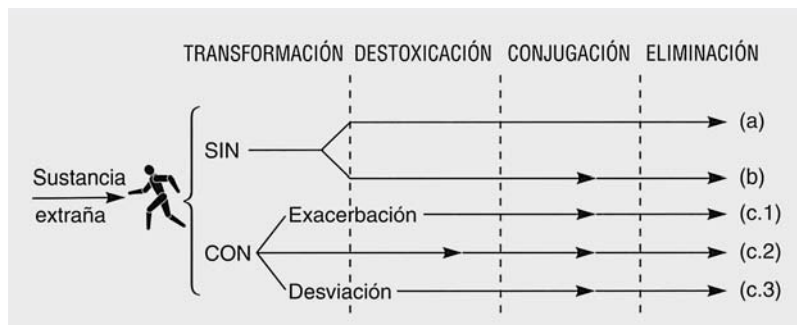 TRANSFORMACIÓN DESTOXICACIÓN CONJUGACIÓN ELIMINACIÓN
(a)
SIN
Sustancia
extraña
(b)
Exacerbación
(c.1)
CON
(c.2)
Desviación
(c.3)